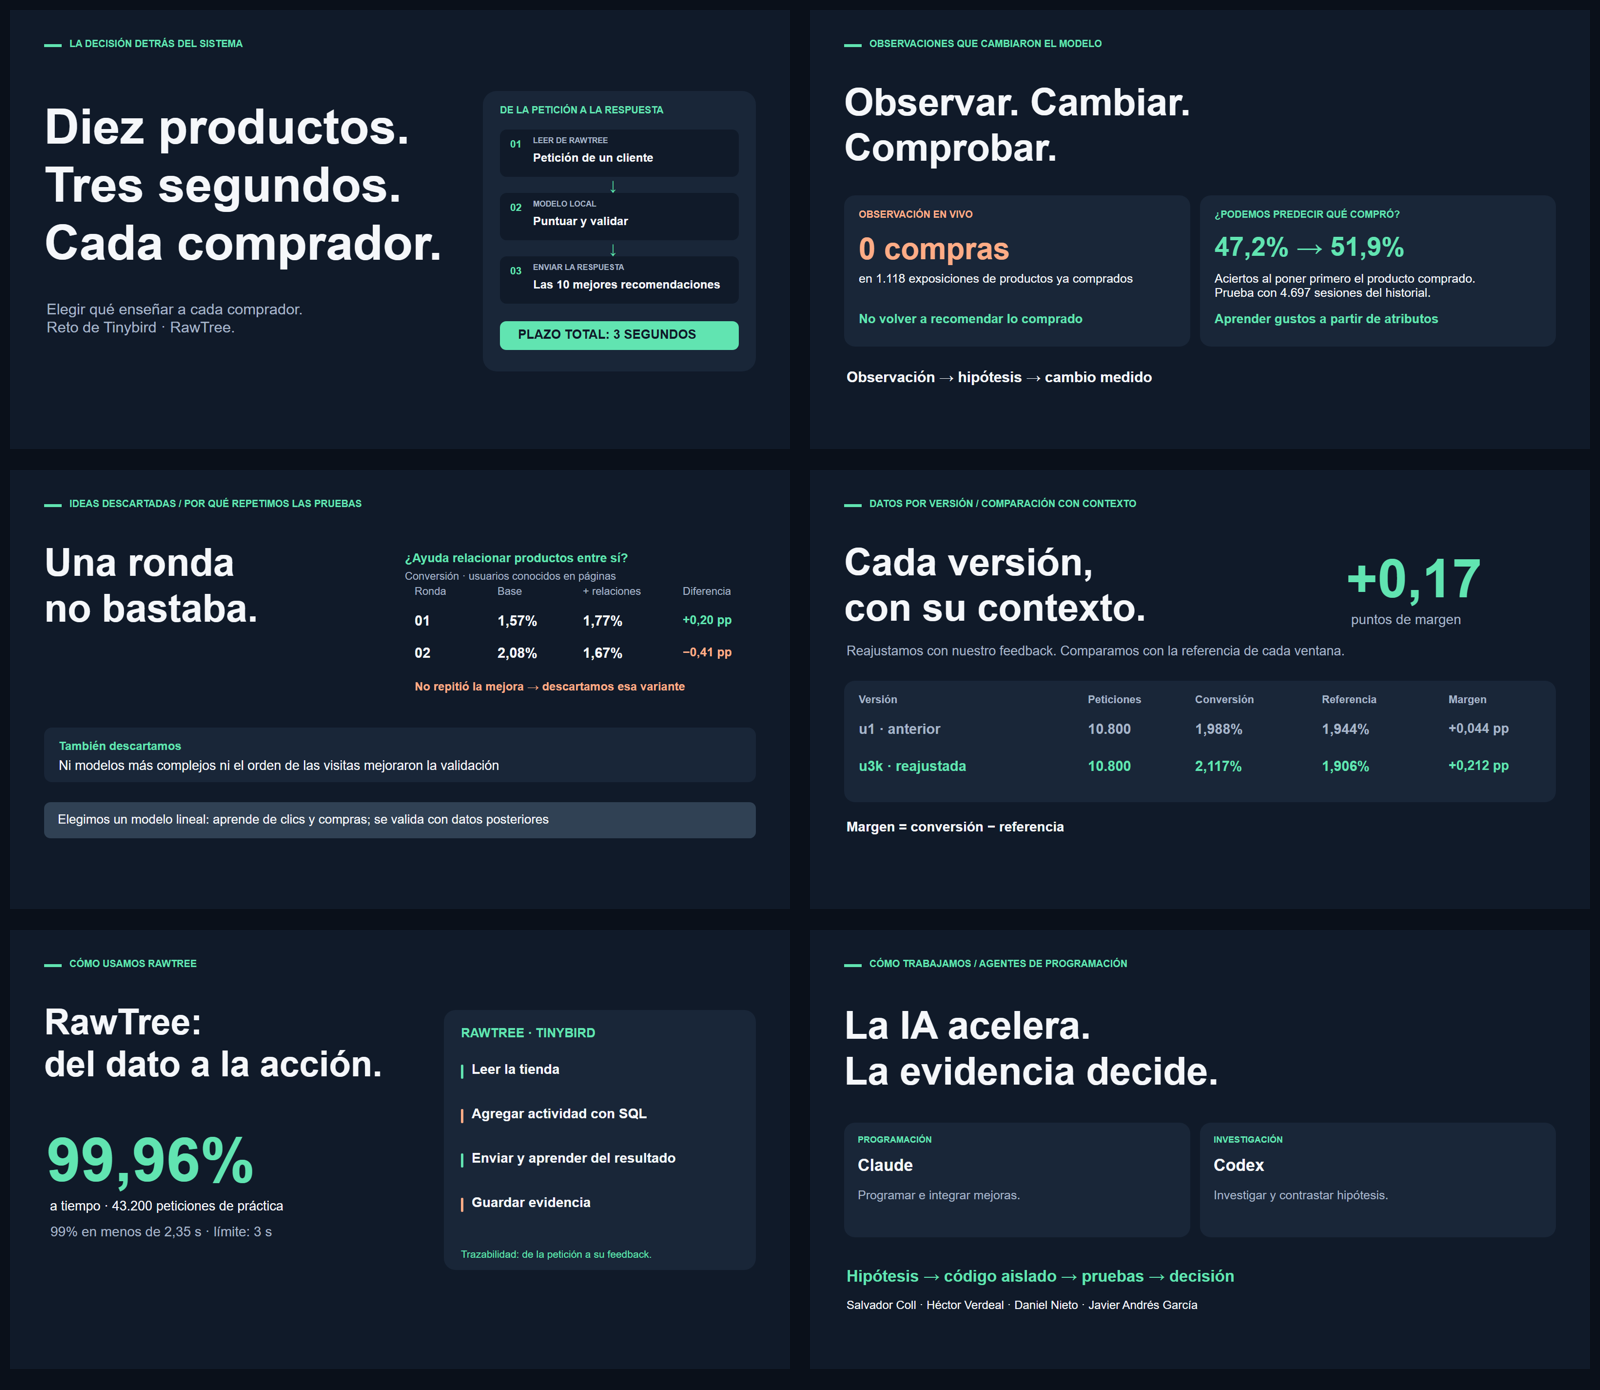 LA DECISIÓN DETRÁS DEL SISTEMA
Diez productos.
Tres segundos.
Cada comprador.
Elegir qué enseñar a cada comprador.
Reto de Tinybird · RawTree.
DE LA PETICIÓN A LA RESPUESTA
01 LEER DE RAWTREE
Petición de un cliente
↓
02 MODELO LOCAL
Puntuar y validar
↓
03 ENVIAR LA RESPUESTA
Las 10 mejores recomendaciones
PLAZO TOTAL: 3 SEGUNDOS
OBSERVACIONES QUE CAMBIARON EL MODELO
Observar. Cambiar.
Comprobar.
OBSERVACIÓN EN VIVO
0 compras
en 1.118 exposiciones de productos ya comprados
No volver a recomendar lo comprado
¿PODEMOS PREDECIR QUÉ COMPRÓ?
47,2% → 51,9%
Aciertos al poner primero el producto comprado.
Prueba con 4.697 sesiones del historial.
Aprender gustos a partir de atributos
Observación → hipótesis → cambio medido
IDEAS DESCARTADAS / POR QUÉ REPETIMOS LAS PRUEBAS
Una ronda
no bastaba.
¿Ayuda relacionar productos entre sí?
Conversión · usuarios conocidos en páginas
Ronda Base + relaciones Diferencia
01 1,57% 1,77% +0,20 pp
02 2,08% 1,67% −0,41 pp
No repitió la mejora → descartamos esa variante
También descartamos
Ni modelos más complejos ni el orden de las visitas mejoraron la validación
Elegimos un modelo lineal: aprende de clics y compras; se valida con datos posteriores
DATOS POR VERSIÓN / COMPARACIÓN CON CONTEXTO
Cada versión,
con su contexto.
+0,17
puntos de margen
Reajustamos con nuestro feedback. Comparamos con la referencia de cada ventana.
Versión Peticiones Conversión Referencia Margen
u1 · anterior 10.800 1,988% 1,944% +0,044 pp
u3k · reajustada 10.800 2,117% 1,906% +0,212 pp
Margen = conversión − referencia
CÓMO USAMOS RAWTREE
RawTree:
del dato a la acción.
99,96%
a tiempo · 43.200 peticiones de práctica
99% en menos de 2,35 s · límite: 3 s
RAWTREE · TINYBIRD
Leer la tienda
Agregar actividad con SQL
Enviar y aprender del resultado
Guardar evidencia
Trazabilidad: de la petición a su feedback.
CÓMO TRABAJAMOS / AGENTES DE PROGRAMACIÓN
La IA acelera.
La evidencia decide.
PROGRAMACIÓN
Claude
Programar e integrar mejoras.
INVESTIGACIÓN
Codex
Investigar y contrastar hipótesis.
Hipótesis → código aislado → pruebas → decisión
Salvador Coll · Héctor Verdeal · Daniel Nieto · Javier Andrés García